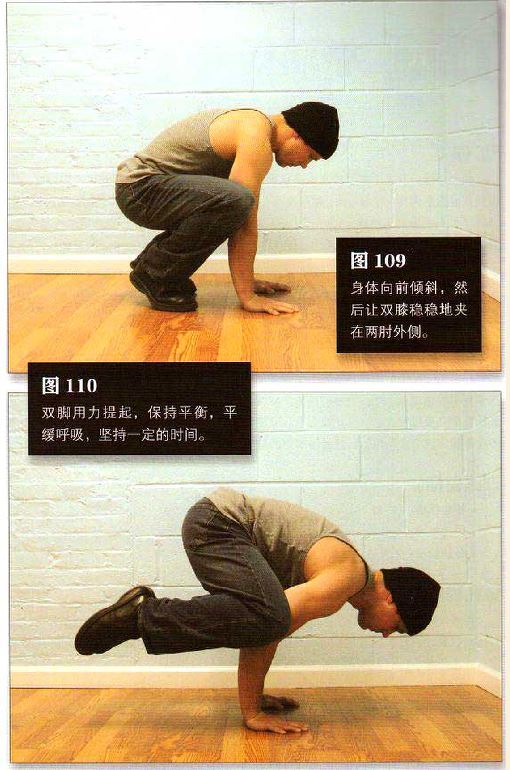 图 109
身体向前倾斜，然
后让双膝稳稳地夹
在两肘外侧。
图 110
双脚用力提起，保持平衡，平
缓呼吸，坚持一定的时间。